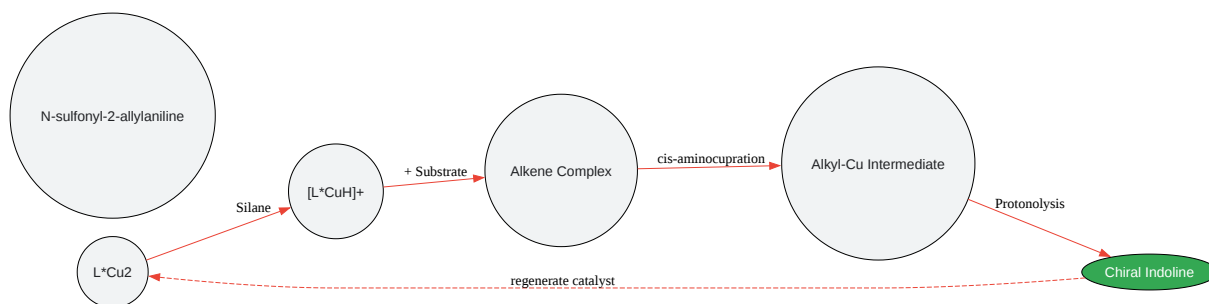 N-sulfonyl-2-allylaniline
L*Cu2
Silane
[L*CuH]+
+ Substrate
Alkene Complex
cis-aminocupration
Alkyl-Cu Intermediate
Protonolysis
Chiral Indoline
regenerate catalyst